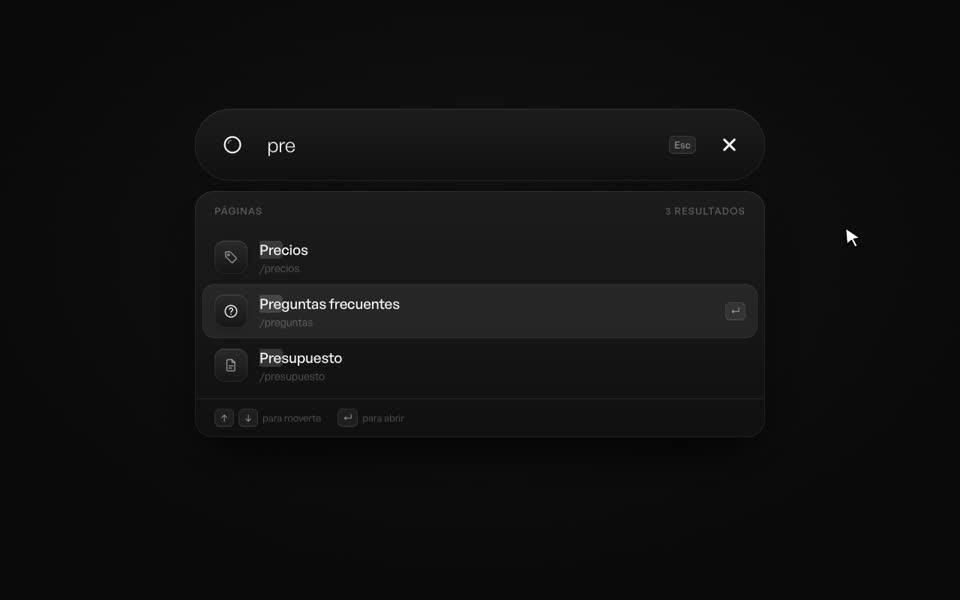 pre
Esc
PÁGINAS
3 RESULTADOS
Precios
/precios
Preguntas frecuentes
/preguntas
Presupuesto
/presupuesto
para moverte
para abrir